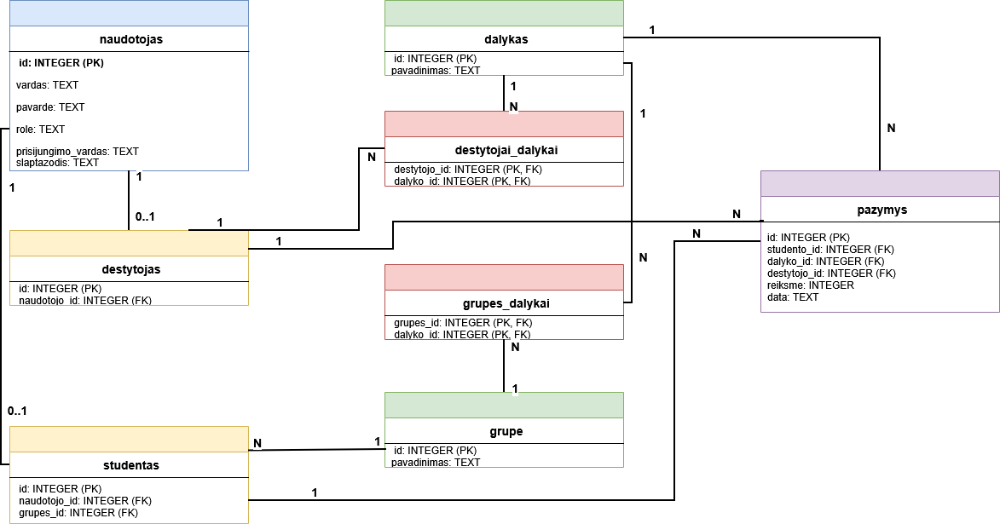 naudotojas
id: INTEGER (PK)
vardas: TEXT
pavarde: TEXT
role: TEXT
prisijungimo_vardas: TEXT
slaptazodis: TEXT
dalykas
id: INTEGER (PK)
pavadinimas: TEXT
1
N
destytojai_dalykai
destytojo_id: INTEGER (PK, FK)
dalyko_id: INTEGER (PK, FK)
1
N
1
N
pazymys
id: INTEGER (PK)
studento_id: INTEGER (FK)
dalyko_id: INTEGER (FK)
destytojo_id: INTEGER (FK)
reiksme: INTEGER
data: TEXT
1
0..1
1
N
1
N
destytojas
id: INTEGER (PK)
naudotojo_id: INTEGER (FK)
grupes_dalykai
grupes_id: INTEGER (PK, FK)
dalyko_id: INTEGER (PK, FK)
N
1
grupe
id: INTEGER (PK)
pavadinimas: TEXT
1
0..1
N
1
studentas
id: INTEGER (PK)
naudotojo_id: INTEGER (FK)
grupes_id: INTEGER (FK)
1
N